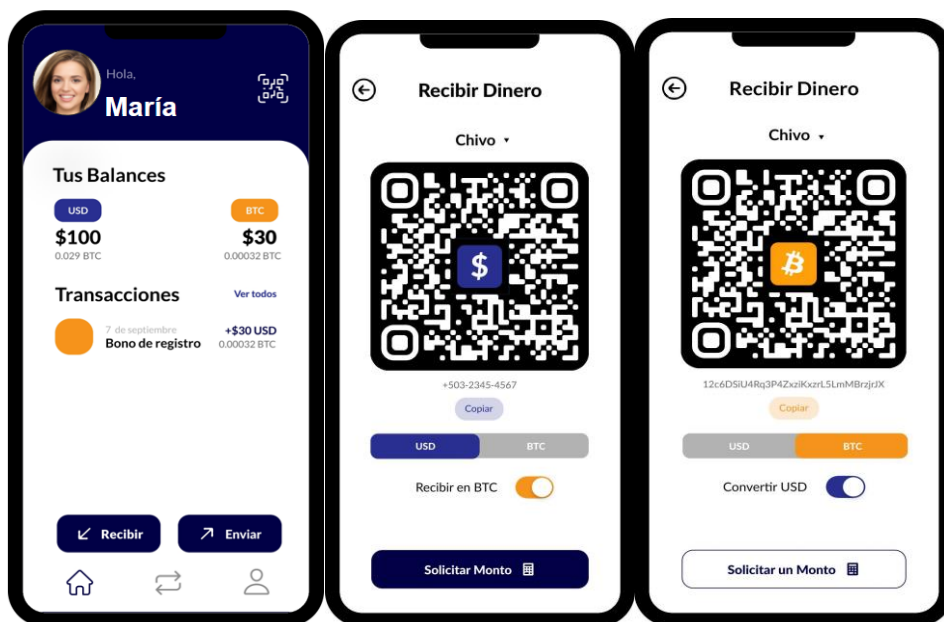 Hola,
María
Tus Balances
USD BTC
$100 $30
0.029 BTC 0.00032 BTC
Transacciones Ver todos
7 de septiembre +$30 USD
Bono de registro 0.00032 BTC
Recibir Enviar
Recibir Dinero
Chivo
$
+503-2345-4567
Copiar
USD BTC
Recibir en BTC
Solicitar Monto
Recibir Dinero
Chivo
12c6DSiU4Rq3P4ZxziKxzrL5LmMBrzjrJX
Copiar
USD BTC
Convertir USD
Solicitar un Monto